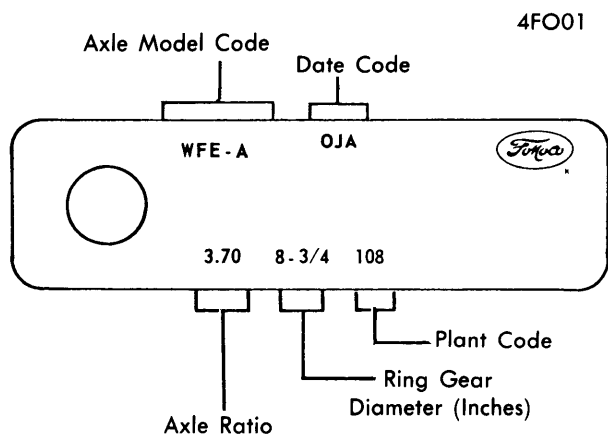 4FO01
Axle Model Code
Date Code
WFE-A
OJA
FoMoCo
3.70 8-3/4 108
Plant Code
Ring Gear
Diameter (Inches)
Axle Ratio